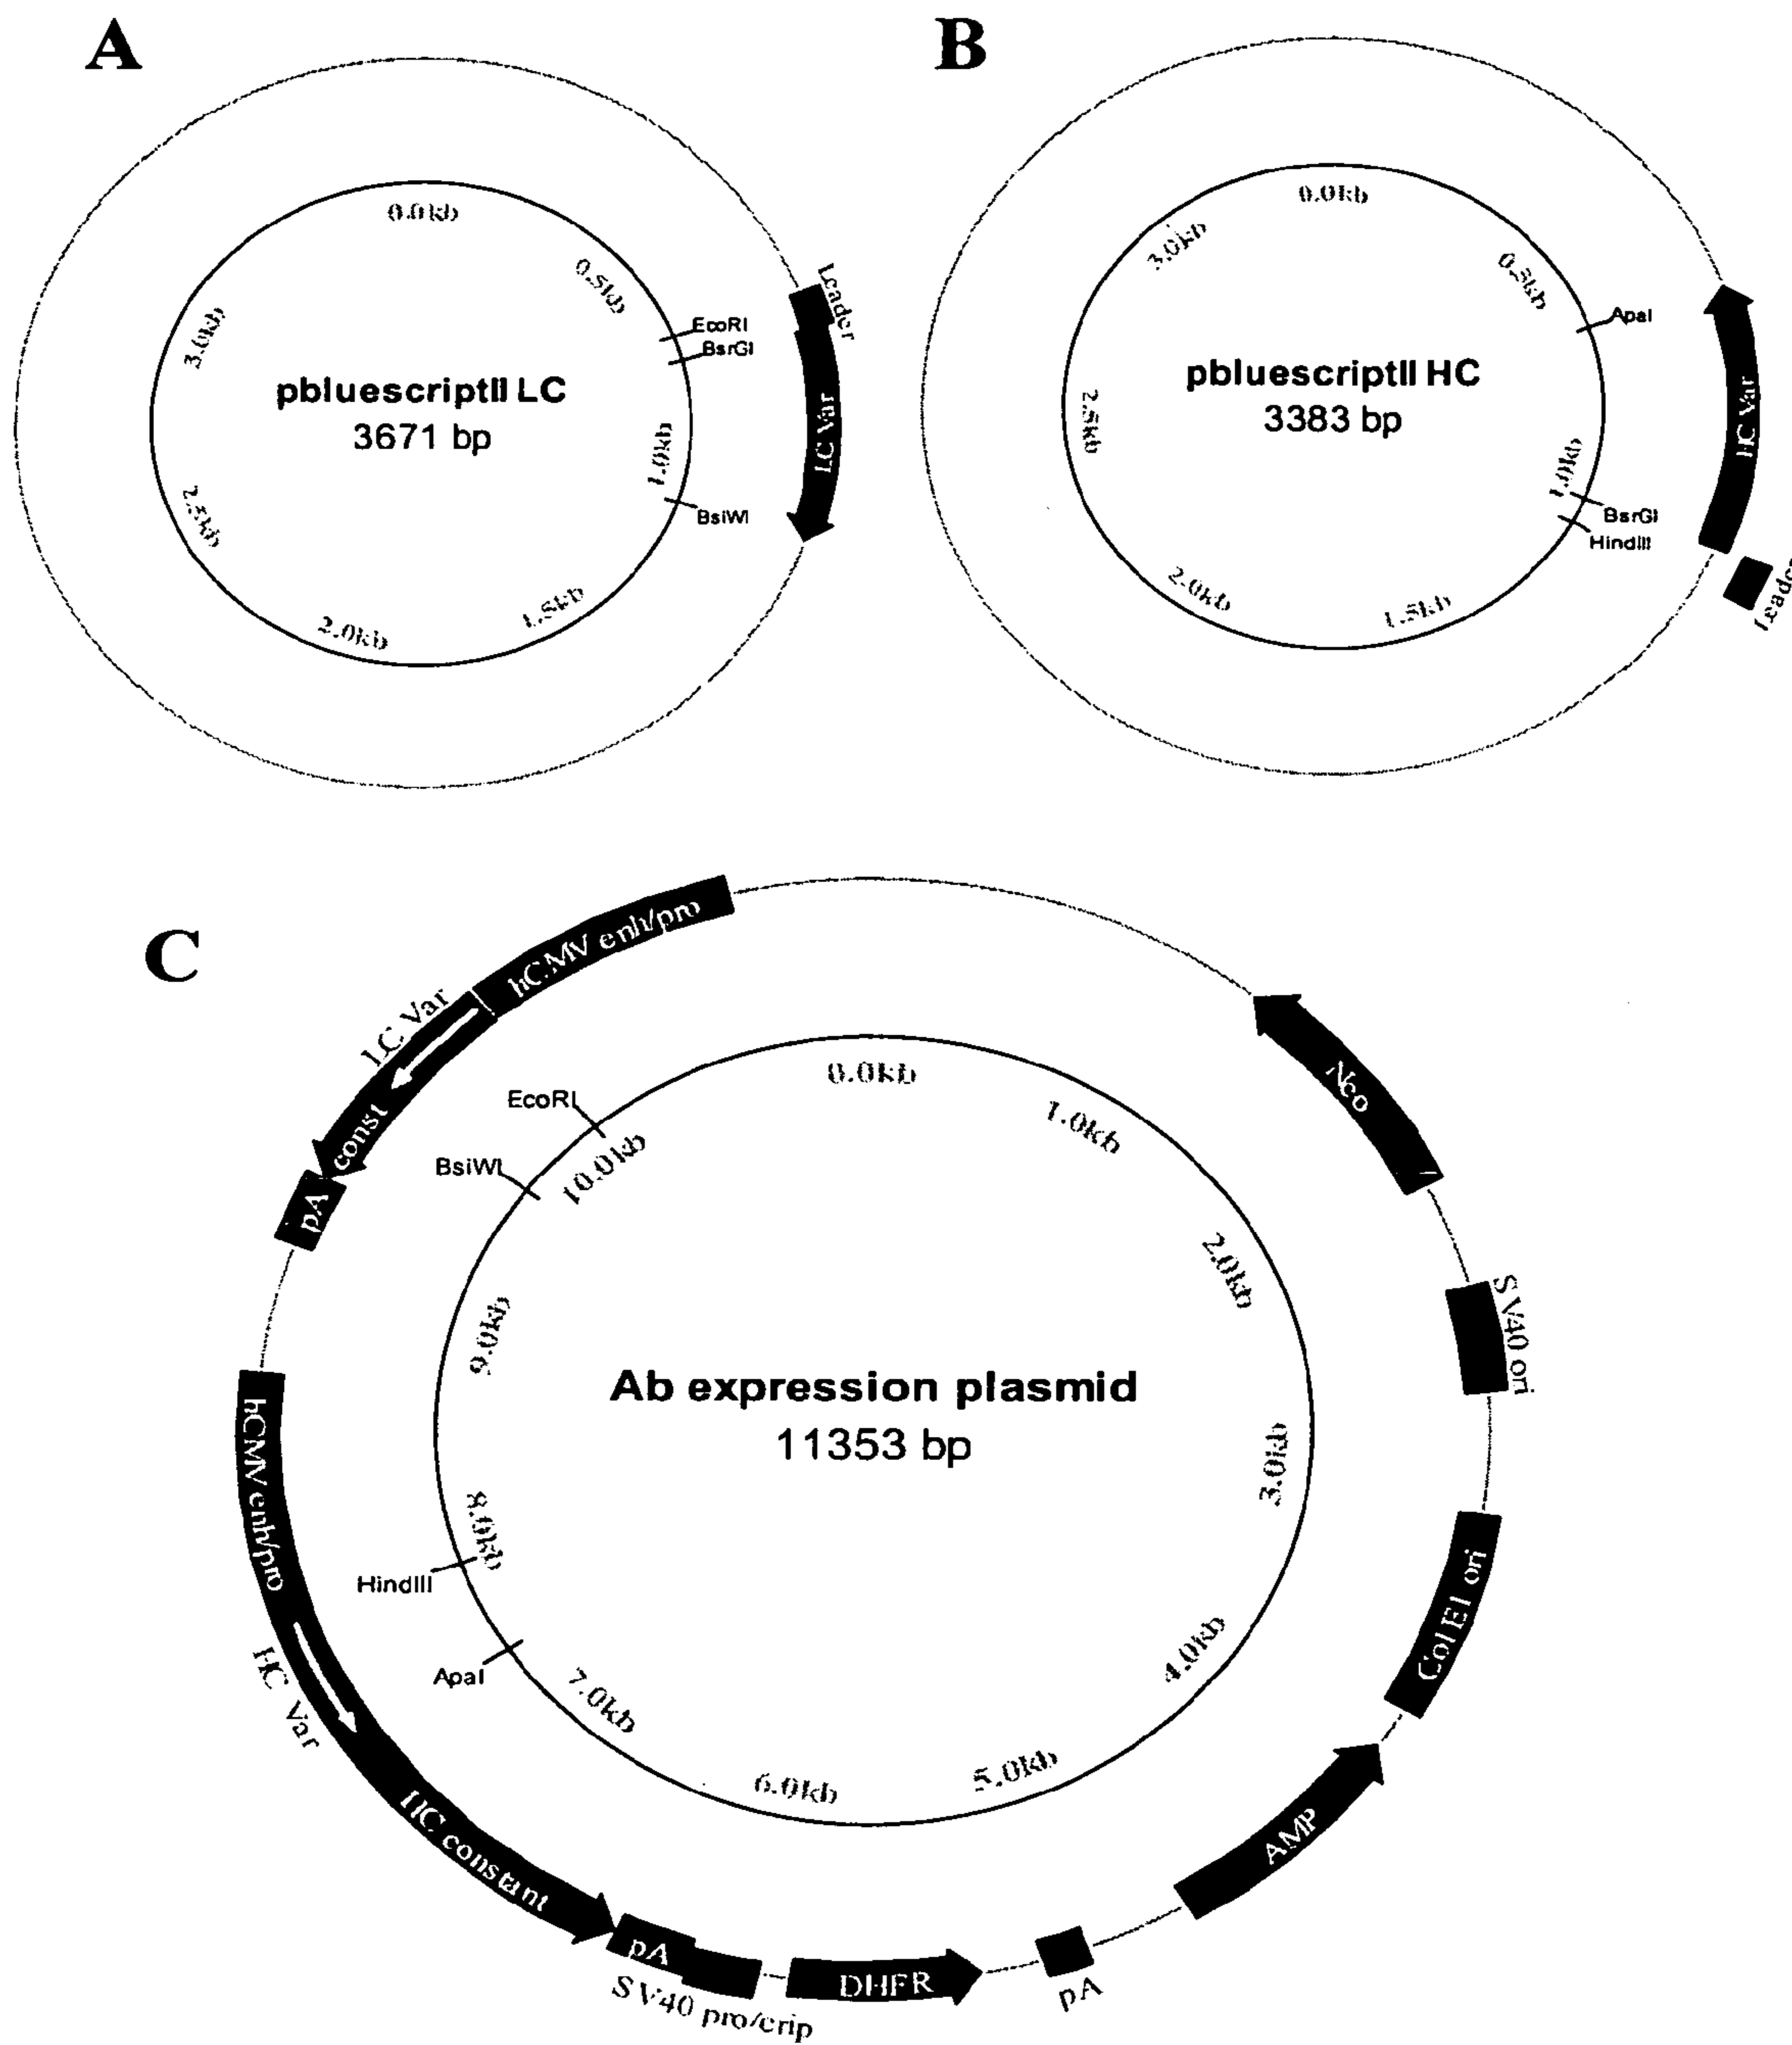 A
0.0kb
0.5kb
EcoRI
BsrGI
1.0kb
BsiWI
1.5kb
2.0kb
2.5kb
3.0kb
pbluescriptII LC
3671 bp
Leader
LC Var
B
0.0kb
0.5kb
ApaI
1.0kb
BsrGI
HindIII
1.5kb
2.0kb
2.5kb
3.0kb
pbluescriptII HC
3383 bp
HC Var
Leader
C
hCMV enh/pro
LC Var
const
pA
hCMV enh/pro
HC Var
HC constant
pA
SV40 pro/crip
DHFR
pA
AMP
Col E1 ori
SV40 ori
Neo
EcoRI
BsiWI
HindIII
ApaI
0.0kb
1.0kb
2.0kb
3.0kb
4.0kb
5.0kb
6.0kb
7.0kb
8.0kb
9.0kb
10.0kb
Ab expression plasmid
11353 bp